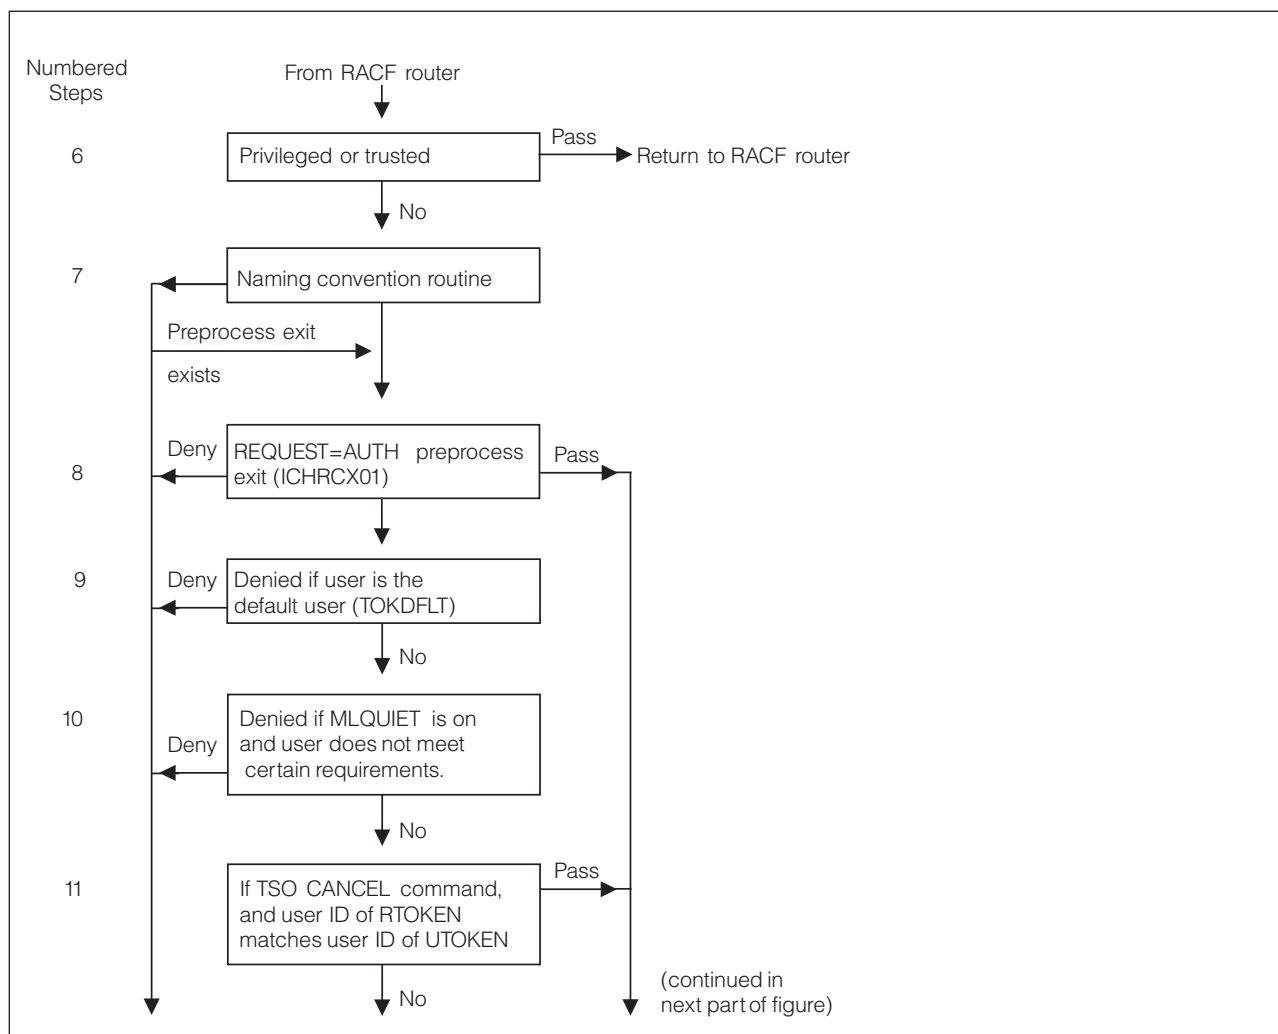 Numbered
Steps
From RACF router
6
Privileged or trusted
Pass
Return to RACF router
No
7
Naming convention routine
Preprocess exit
exists
8
Deny
REQUEST=AUTH preprocess
exit (ICHRCX01)
Pass
9
Deny
Denied if user is the
default user (TOKDFLT)
No
10
Deny
Denied if MLQUIET is on
and user does not meet
certain requirements.
No
11
If TSO CANCEL command,
and user ID of RTOKEN
matches user ID of UTOKEN
Pass
No
(continued in
next part of figure)